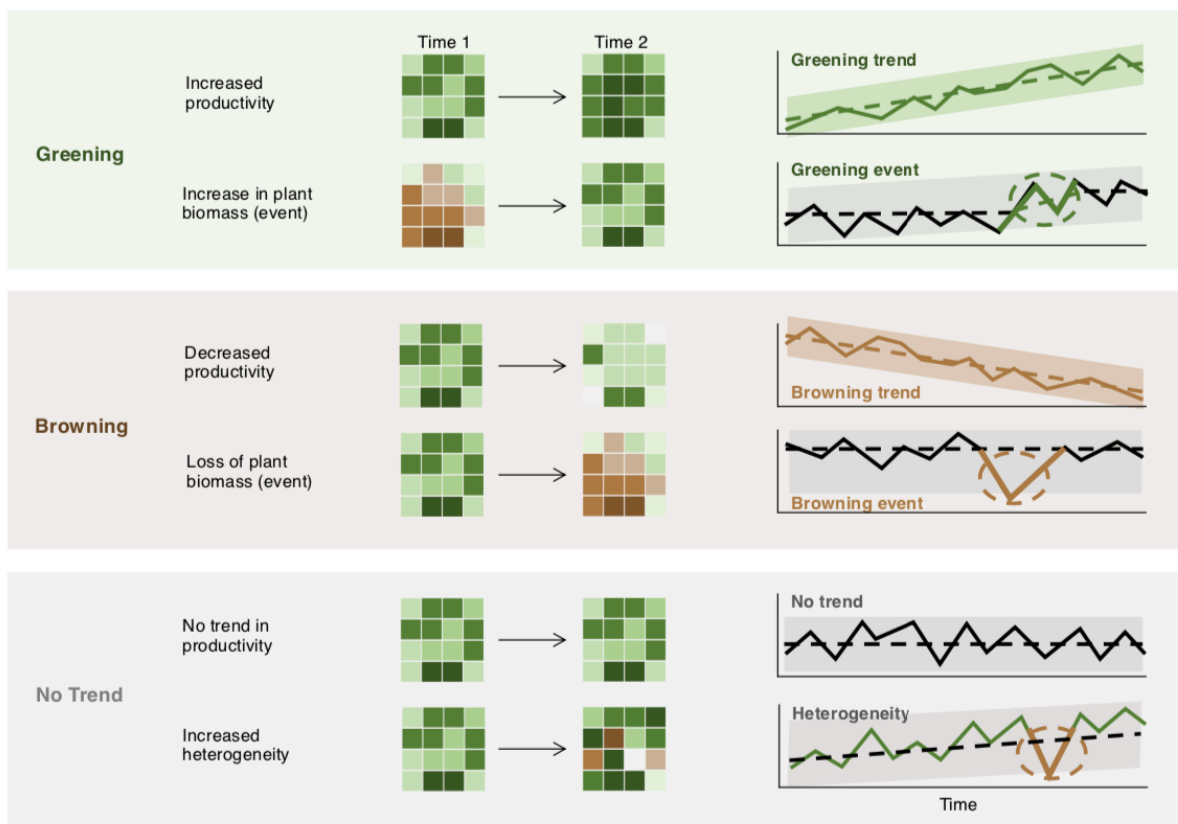 Time 1
Time 2
Greening
Increased
productivity
Greening trend
Increase in plant
biomass (event)
Greening event
Browning
Decreased
productivity
Browning trend
Loss of plant
biomass (event)
Browning event
No Trend
No trend in
productivity
No trend
Increased
heterogeneity
Heterogeneity
Time